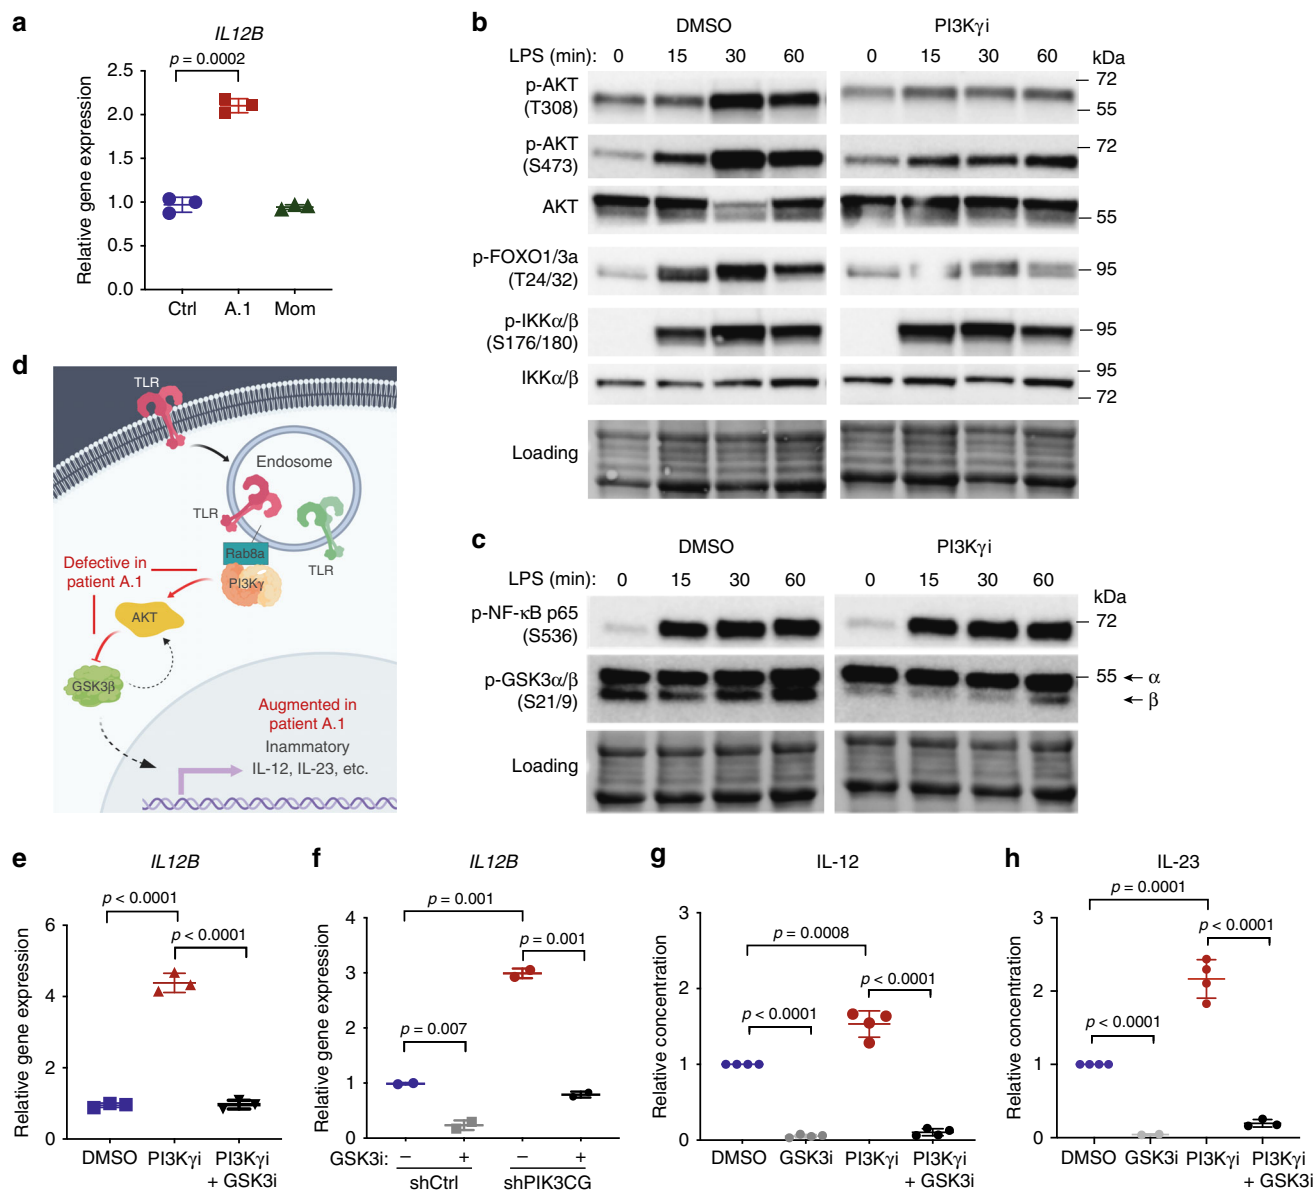 a
IL12B
p = 0.0002
Relative gene expression
2.5
2.0
1.5
1.0
0.5
0.0
Ctrl A.1 Mom
b
DMSO PI3Kγi
LPS (min): 0 15 30 60 0 15 30 60 kDa
p-AKT
(T308)
72
55
p-AKT
(S473)
72
AKT
55
p-FOXO1/3a
(T24/32)
95
p-IKKα/β
(S176/180)
95
IKKα/β
95
72
Loading
c
DMSO PI3Kγi
LPS (min): 0 15 30 60 0 15 30 60
kDa
p-NF-κB p65
(S536)
72
p-GSK3α/β
(S21/9)
55 ← α
← β
Loading
d
TLR
Endosome
TLR
TLR
Rab8a
PI3Kγ
Defective in
patient A.1
AKT
GSK3β
Augmented in
patient A.1
Inammatory
IL-12, IL-23, etc.
e
IL12B
p < 0.0001
p < 0.0001
Relative gene expression
6
4
2
0
DMSO PI3Kγi PI3Kγi
+ GSK3i
f
IL12B
p = 0.001
p = 0.001
p = 0.007
Relative gene expression
4
3
2
1
0
GSK3i: − + − +
shCtrl shPIK3CG
g
IL-12
p = 0.0008
p < 0.0001
p < 0.0001
Relative concentration
3
2
1
0
DMSO GSK3i PI3Kγi PI3Kγi
+ GSK3i
h
IL-23
p = 0.0001
p < 0.0001
p < 0.0001
Relative concentration
3
2
1
0
DMSO GSK3i PI3Kγi PI3Kγi
+ GSK3i